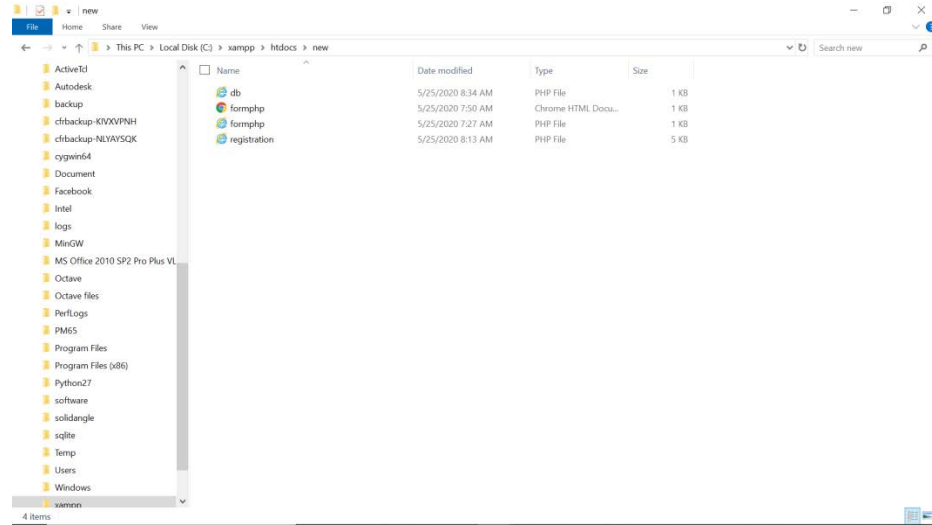 new
File Home Share View
This PC > Local Disk (C:) > xampp > htdocs > new
Search new
Name Date modified Type Size
db 5/25/2020 8:34 AM PHP File 1 KB
formphp 5/25/2020 7:50 AM Chrome HTML Docu... 1 KB
formphp 5/25/2020 7:27 AM PHP File 1 KB
registration 5/25/2020 8:13 AM PHP File 5 KB
ActiveTcl
Autodesk
backup
cfrbackup-KIVXVPNH
cfrbackup-NLYAYSQK
cygwin64
Document
Facebook
Intel
logs
MinGW
MS Office 2010 SP2 Pro Plus VL
Octave
Octave files
PerfLogs
PM65
Program Files
Program Files (x86)
Python27
software
solidangle
sqlite
Temp
Users
Windows
xampp
4 items